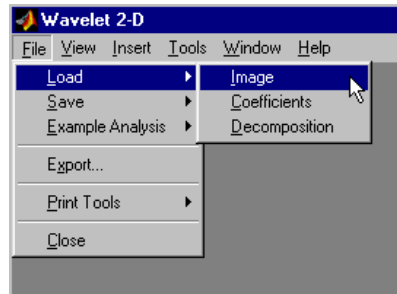 Wavelet 2-D
File View Insert Tools Window Help
Load Image
Save Coefficients
Example Analysis Decomposition
Export...
Print Tools
Close